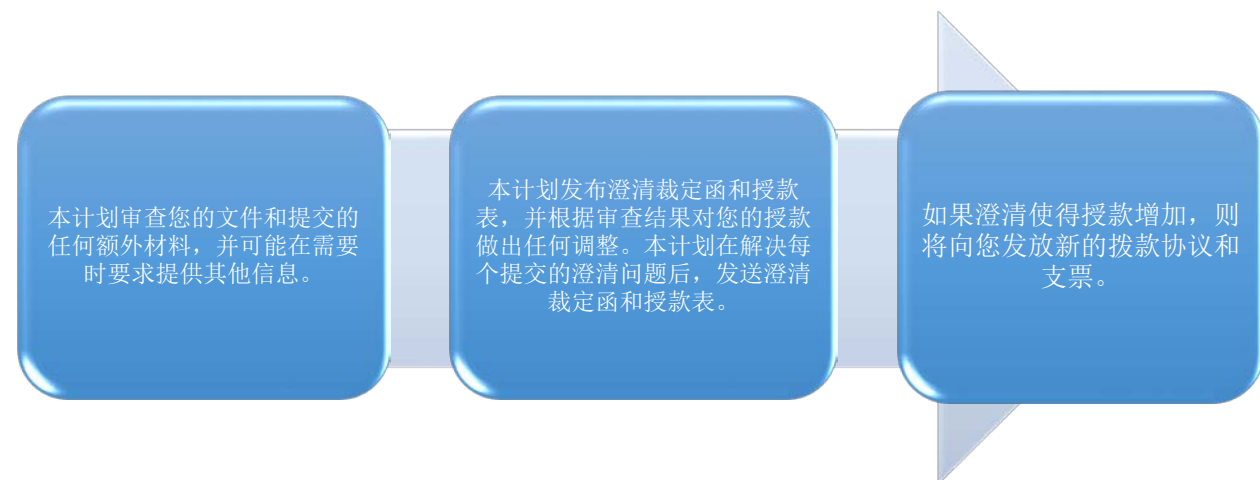 本计划审查您的文件和提交的
任何额外材料，并可能在需要
时要求提供其他信息。
本计划发布澄清裁定函和授款
表，并根据审查结果对您的授款
做出任何调整。本计划在解决每
个提交的澄清问题后，发送澄清
裁定函和授款表。
如果澄清使得授款增加，则
将向您发放新的拨款协议和
支票。